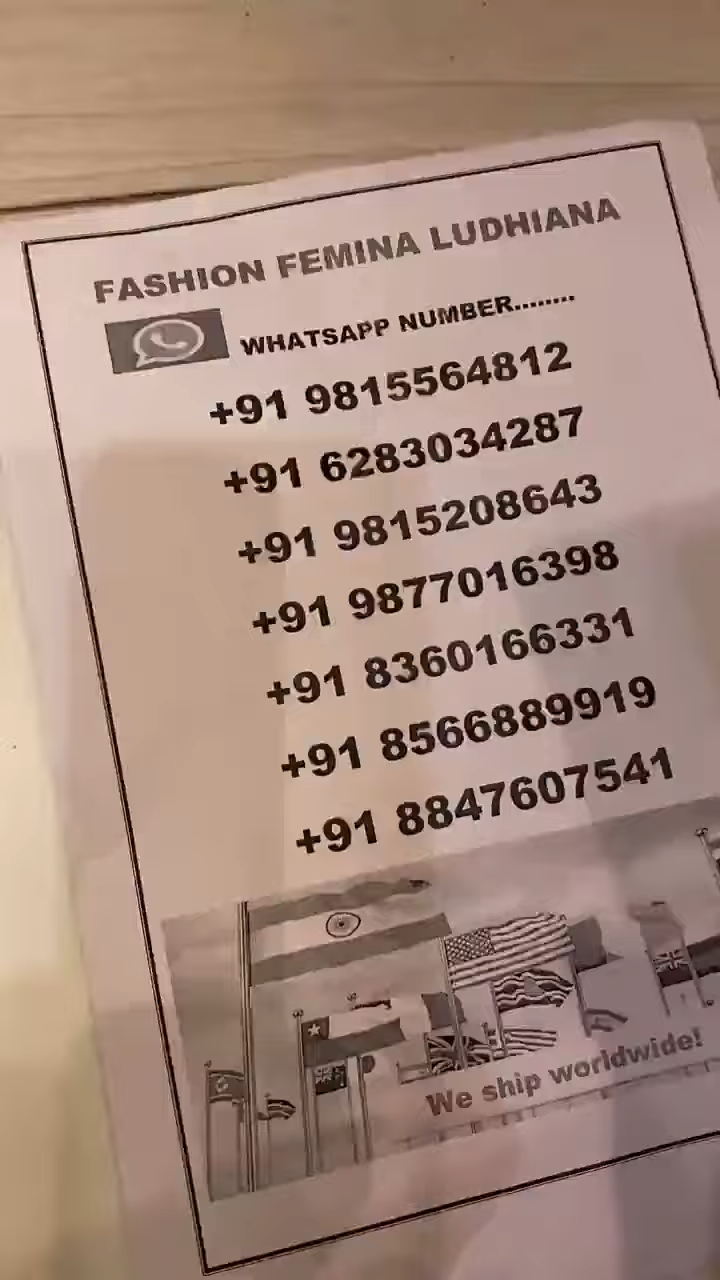 FASHION FEMINA LUDHIANA
WHATSAPP NUMBER........
+91 9815564812
+91 6283034287
+91 9815208643
+91 9877016398
+91 8360166331
+91 8566889919
+91 8847607541
We ship worldwide!